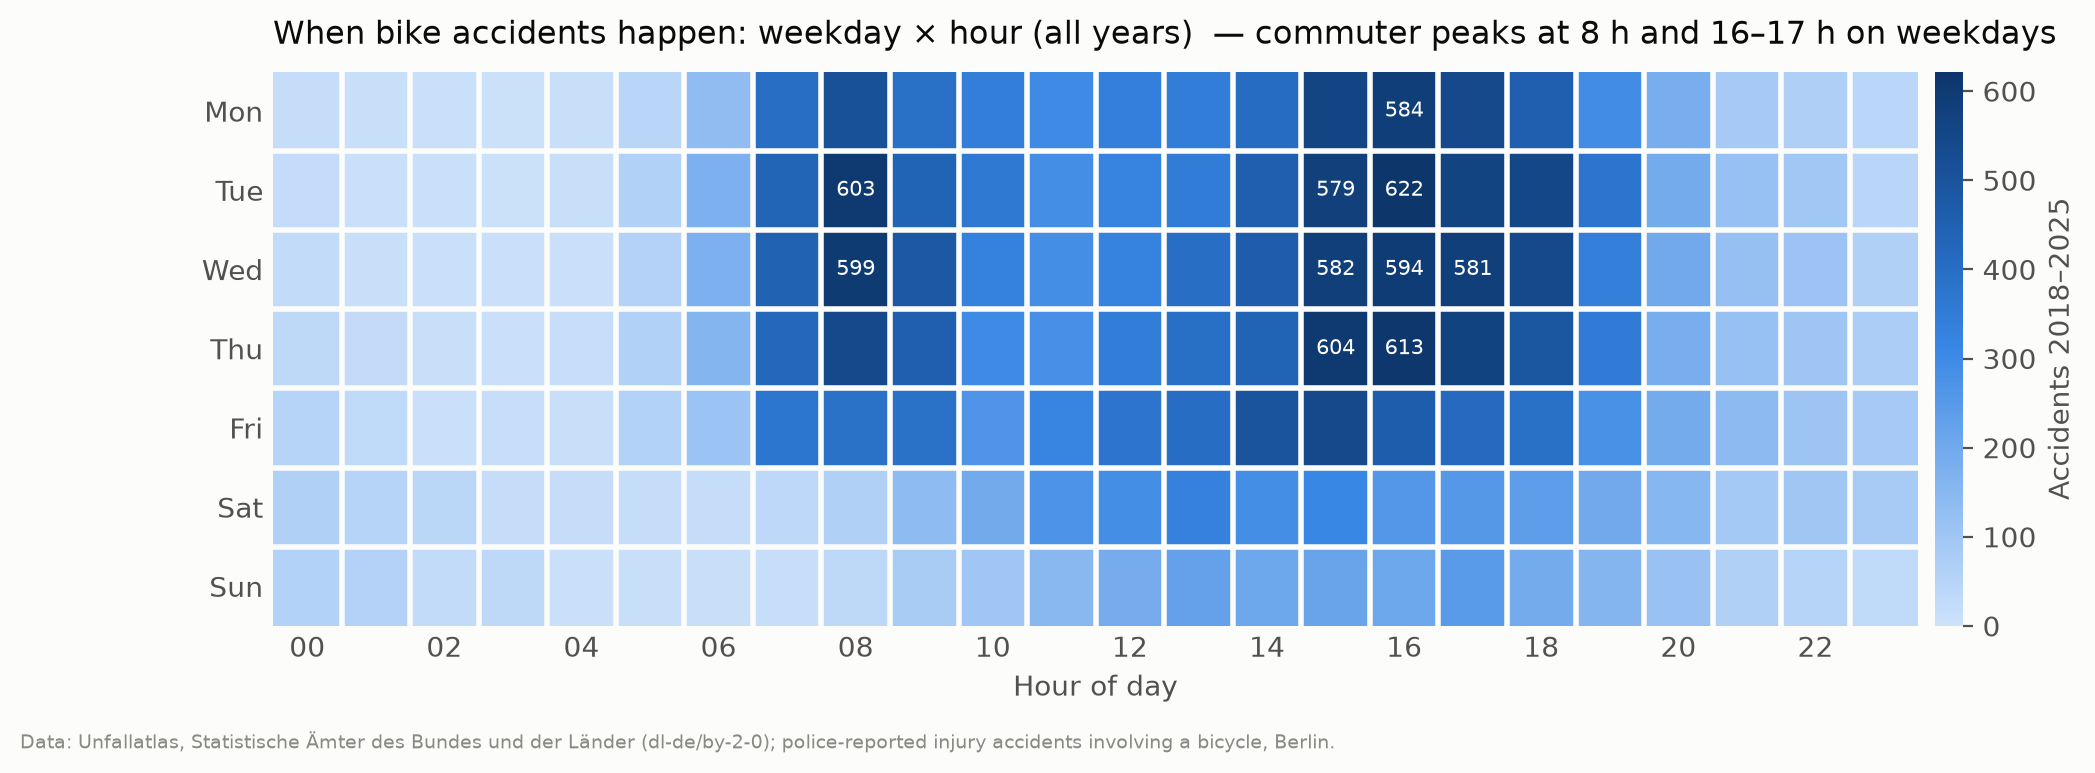 When bike accidents happen: weekday × hour (all years) — commuter peaks at 8 h and 16–17 h on weekdays
Mon 584
Tue 603 579 622
Wed 599 582 594 581
Thu 604 613
Fri
Sat
Sun
00 02 04 06 08 10 12 14 16 18 20 22
Hour of day
600
500
400
300
200
100
0
Accidents 2018–2025
Data: Unfallatlas, Statistische Ämter des Bundes und der Länder (dl-de/by-2-0); police-reported injury accidents involving a bicycle, Berlin.